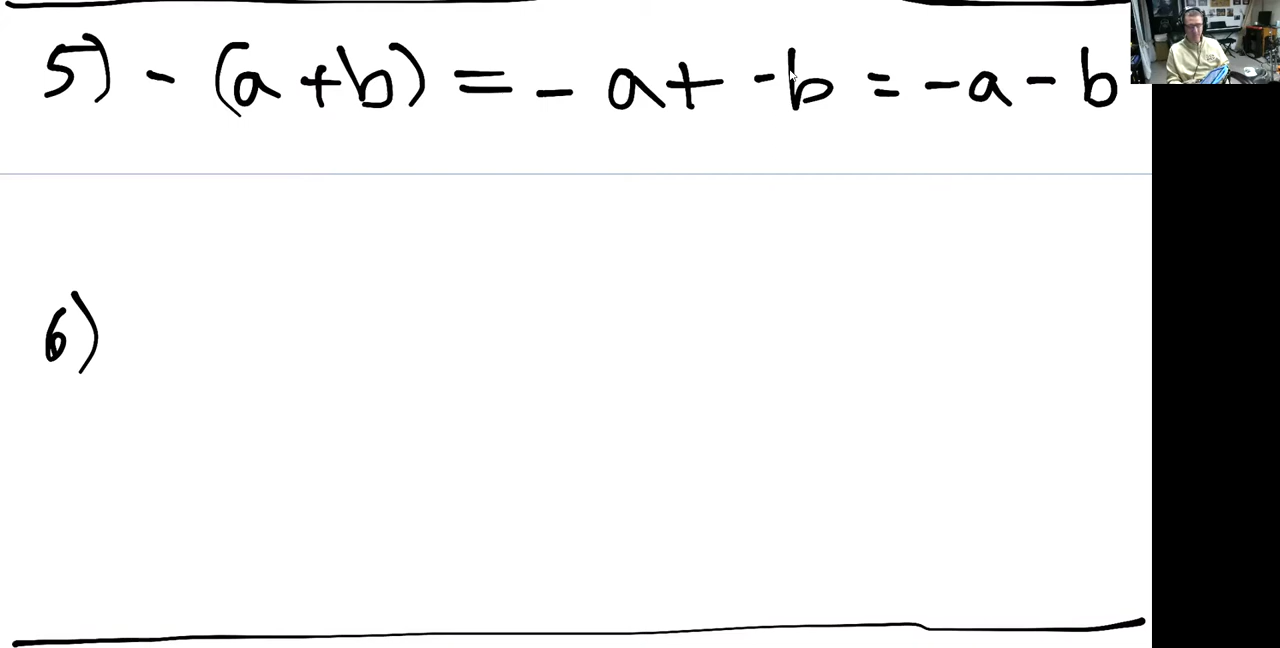 5) - (a + b) = - a + -b = -a - b
6)